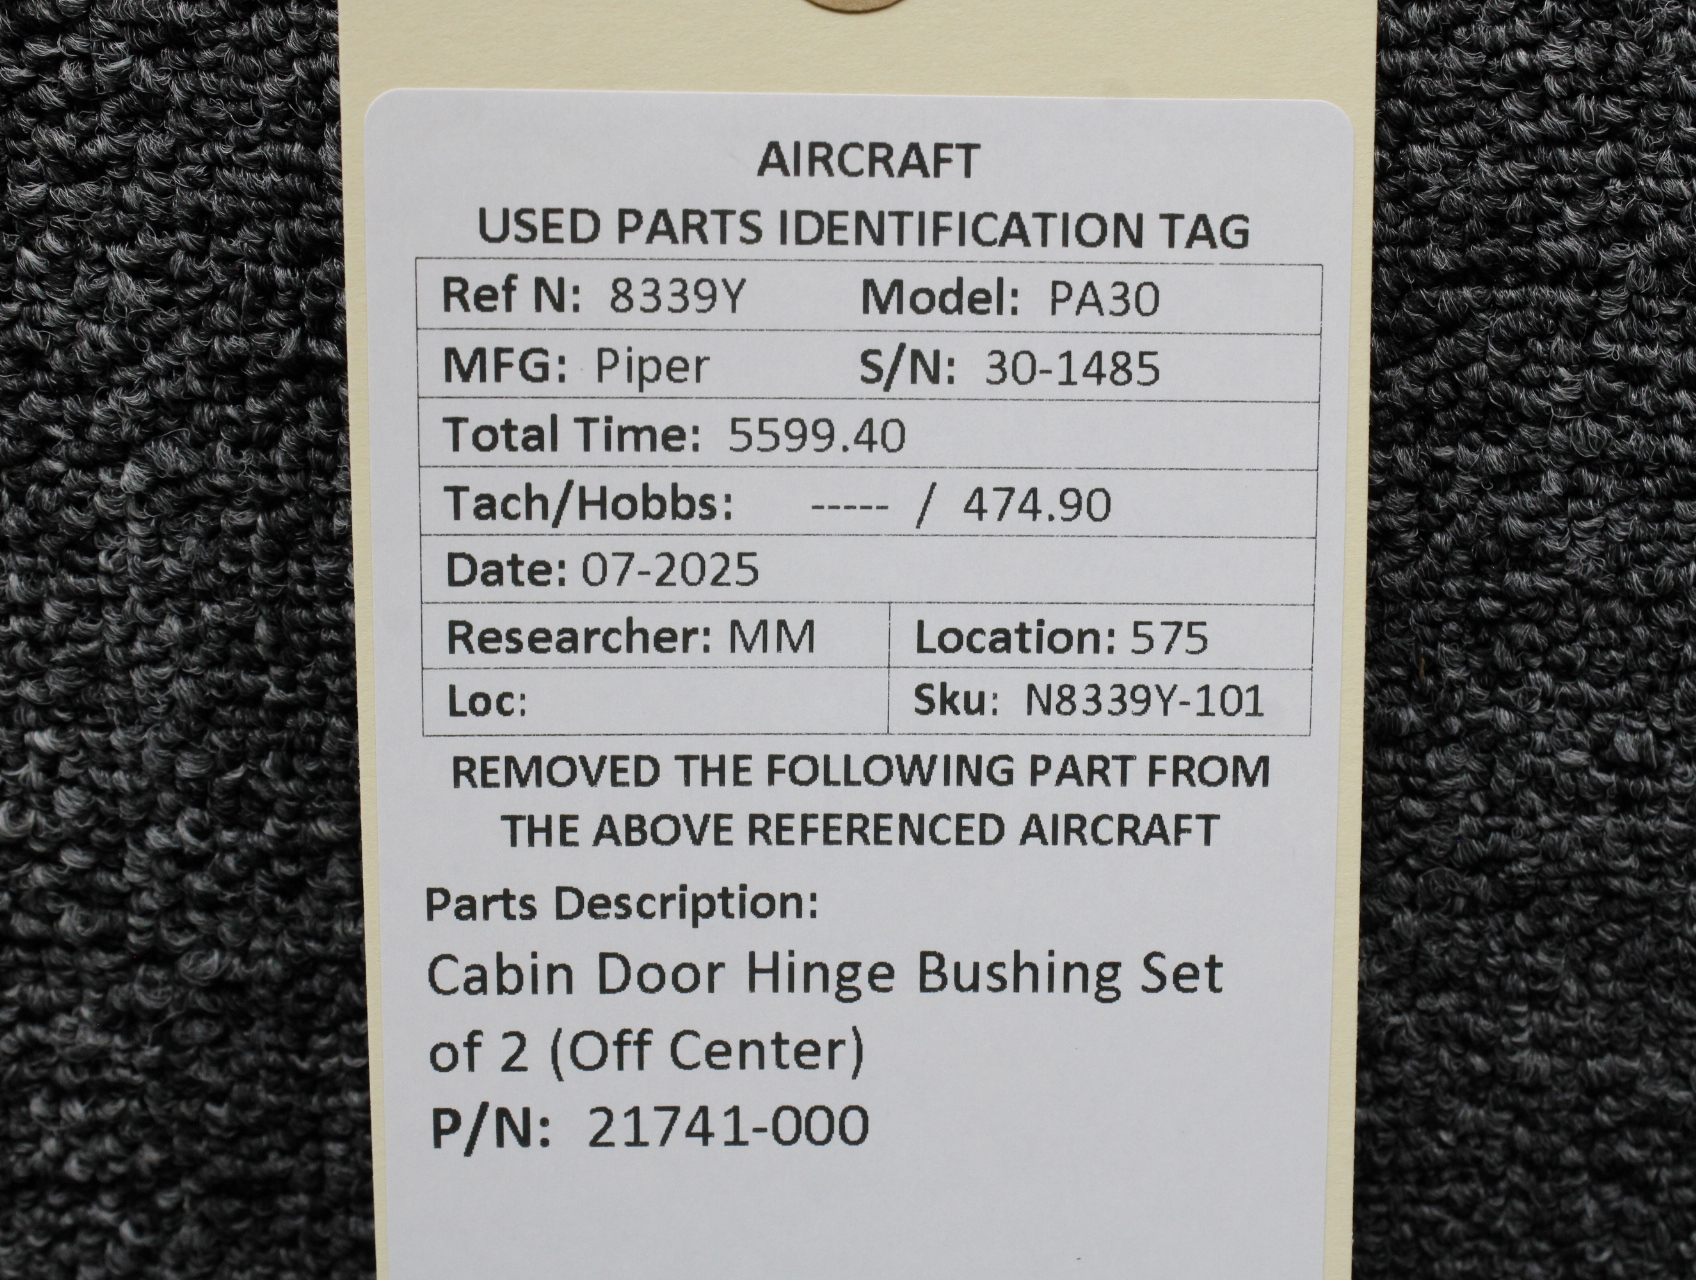 AIRCRAFT
USED PARTS IDENTIFICATION TAG
Ref N: 8339Y Model: PA30
MFG: Piper S/N: 30-1485
Total Time: 5599.40
Tach/Hobbs: ----- / 474.90
Date: 07-2025
Researcher: MM Location: 575
Loc: Sku: N8339Y-101
REMOVED THE FOLLOWING PART FROM
THE ABOVE REFERENCED AIRCRAFT
Parts Description:
Cabin Door Hinge Bushing Set
of 2 (Off Center)
P/N: 21741-000